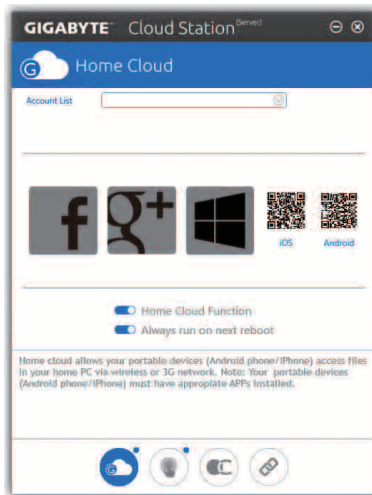 GIGABYTE™ Cloud Station (Server)
G Home Cloud
Account List
f g+
iOS Android
Home Cloud Function
Always run on next reboot
Home cloud allows your portable devices (Android phone/iPhone) access files
in your home PC via wireless or 3G network. Note: Your portable devices
(Android phone/iPhone) must have appropiate APPs installed.
G